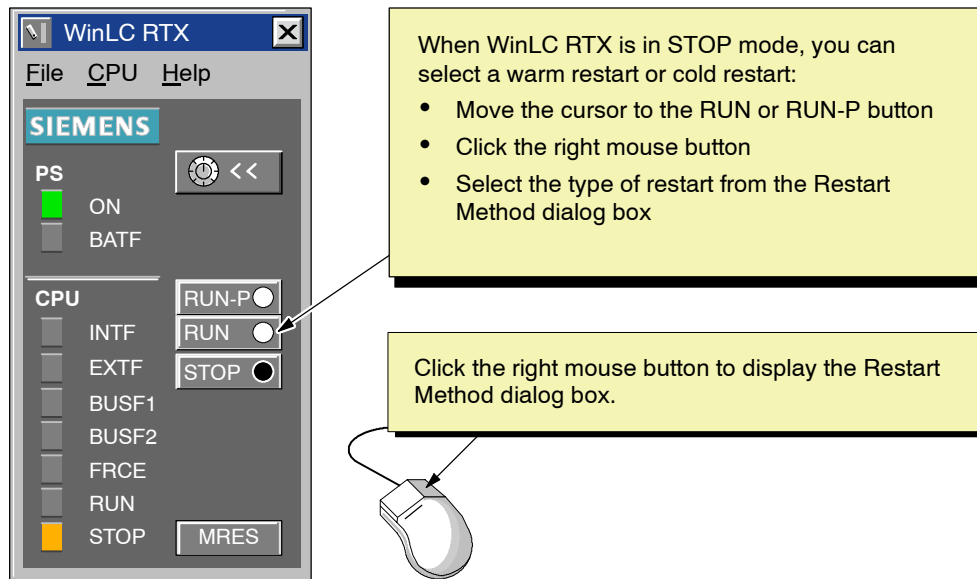 WinLC RTX
File CPU Help
SIEMENS
<<
PS
ON
BATF
CPU
INTF
EXTF
BUSF1
BUSF2
FRCE
RUN
STOP
RUN-P
RUN
STOP
MRES
When WinLC RTX is in STOP mode, you can
select a warm restart or cold restart:
• Move the cursor to the RUN or RUN-P button
• Click the right mouse button
• Select the type of restart from the Restart
Method dialog box
Click the right mouse button to display the Restart
Method dialog box.